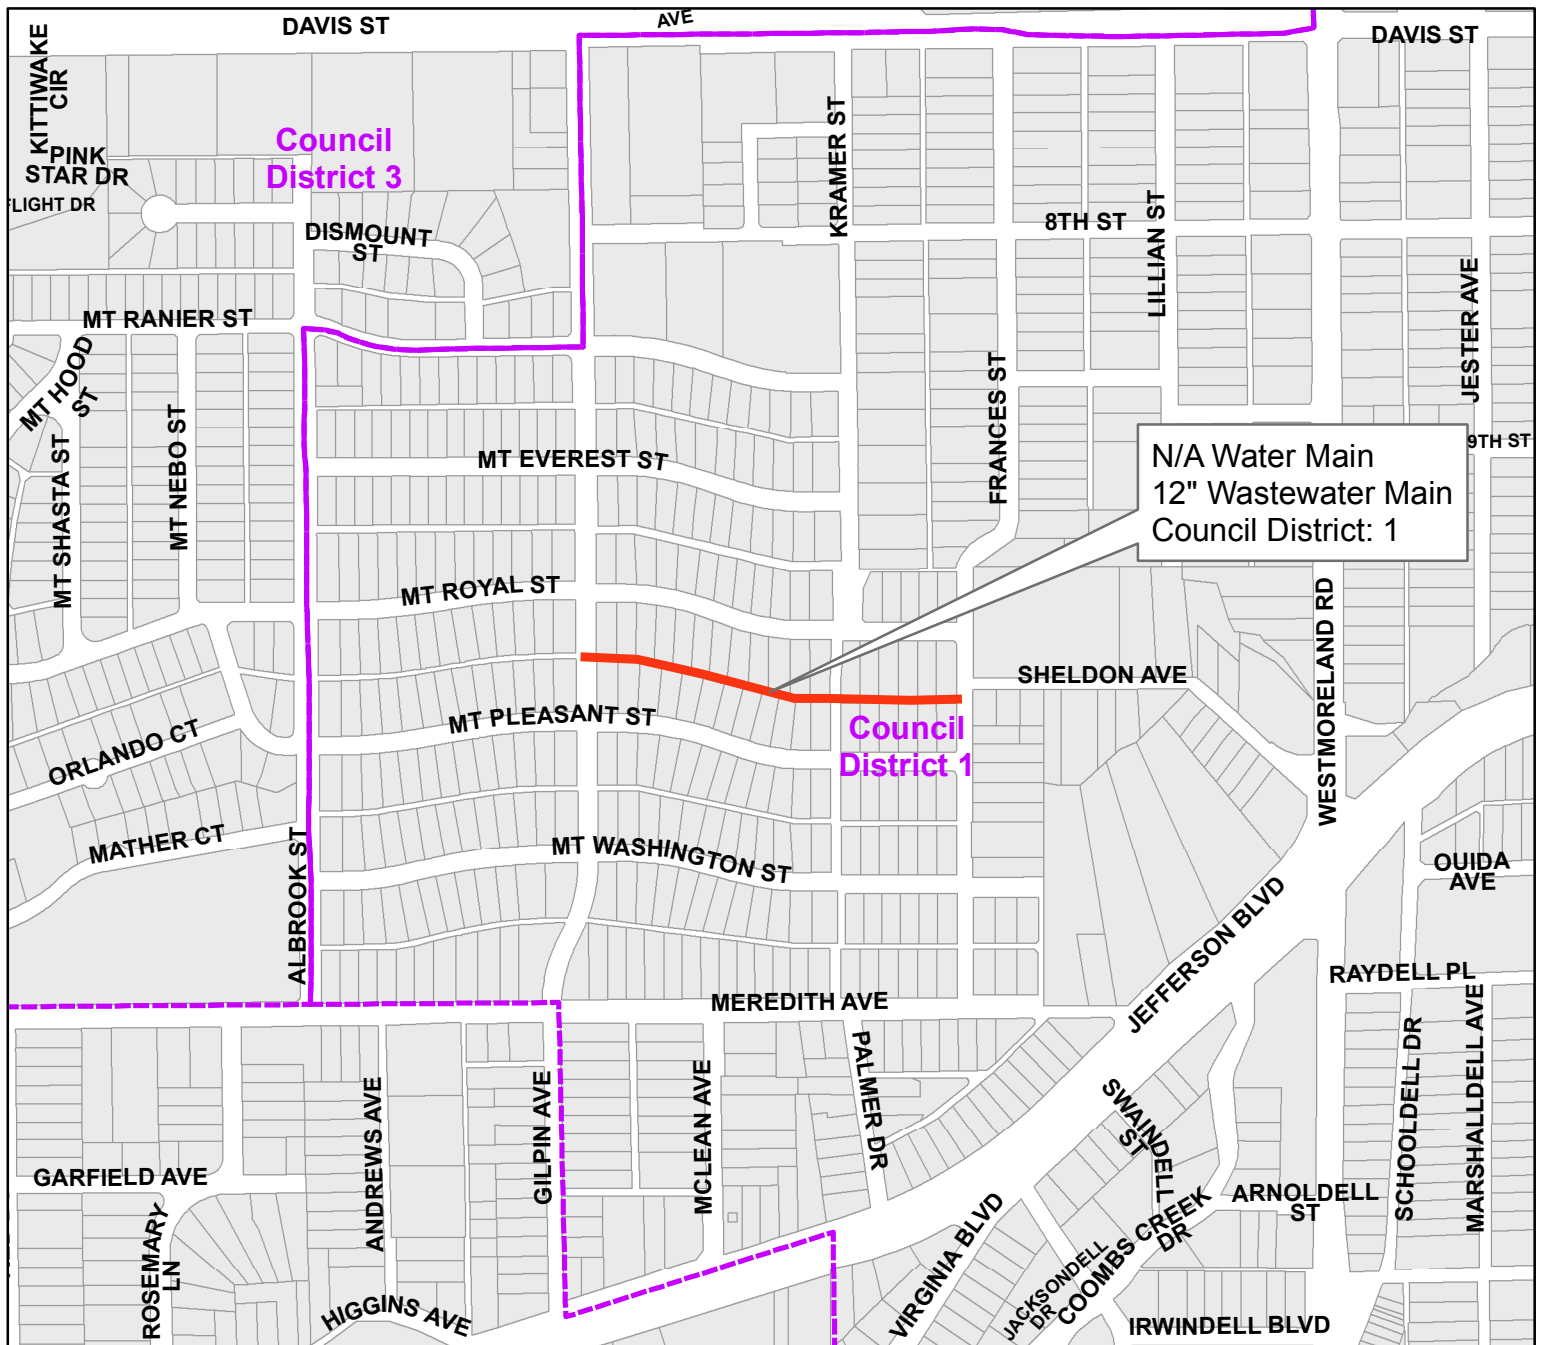 DAVIS ST
AVE
DAVIS ST
KITTIWAKE
CIR
Council
District 3
PINK
STAR DR
KRAMER ST
FLIGHT DR
DISMOUNT
ST
8TH ST
LILLIAN ST
MT RANIER ST
JESTER AVE
MT HOOD
ST
MT SHASTA ST
MT NEBO ST
MT EVEREST ST
FRANCES ST
9TH ST
N/A Water Main
12" Wastewater Main
Council District: 1
MT ROYAL ST
WESTMORELAND RD
SHELDON AVE
MT PLEASANT ST
Council
District 1
ORLANDO CT
MATHER CT
ALBROOK ST
MT WASHINGTON ST
OUIDA
AVE
JEFFERSON BLVD
RAYDELL PL
MEREDITH AVE
PALMER DR
SCHOOLDELL DR
MARSHALLDELL AVE
ANDREWS AVE
GILPIN AVE
MCLEAN AVE
SWAINDELL
ST
GARFIELD AVE
ARNOLDELL
ST
ROSEMARY
LN
HIGGINS AVE
VIRGINIA BLVD
JACKSONDELL
DR
COOMBS CREEK
DR
IRWINDELL BLVD